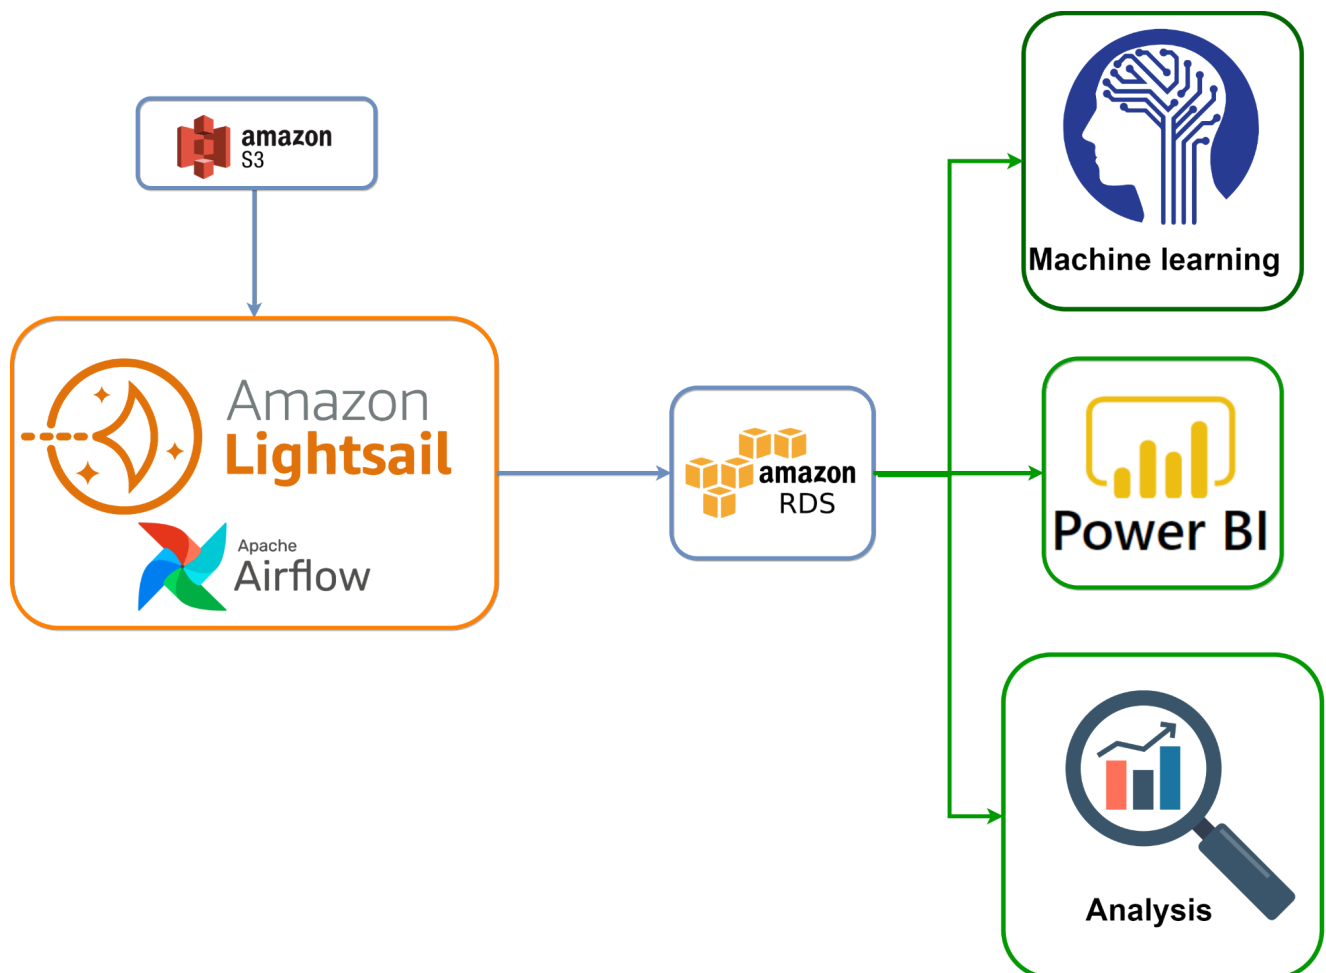 amazon
S3
Amazon
Lightsail
Apache
Airflow
amazon
RDS
Machine learning
Power BI
Analysis